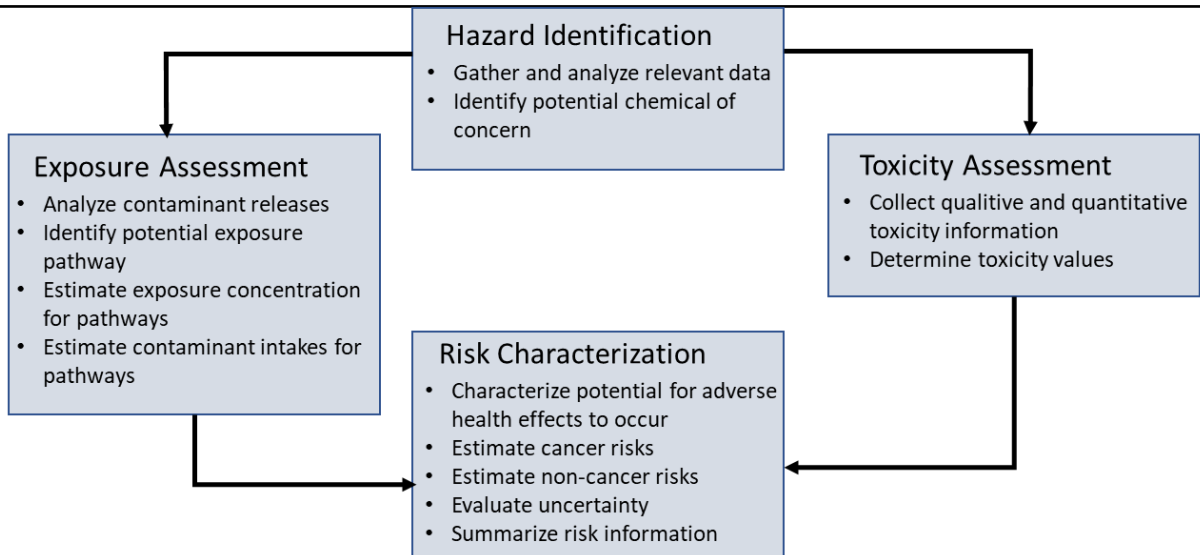 Hazard Identification
• Gather and analyze relevant data
• Identify potential chemical of
concern
Exposure Assessment
• Analyze contaminant releases
• Identify potential exposure
pathway
• Estimate exposure concentration
for pathways
• Estimate contaminant intakes for
pathways
Toxicity Assessment
• Collect qualitive and quantitative
toxicity information
• Determine toxicity values
Risk Characterization
• Characterize potential for adverse
health effects to occur
• Estimate cancer risks
• Estimate non-cancer risks
• Evaluate uncertainty
• Summarize risk information